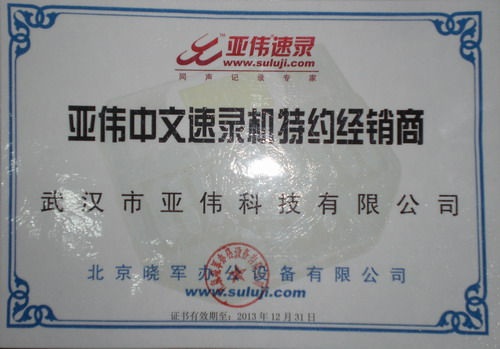 亚伟速录
www.suluji.com
同声记录专家
亚伟中文速录机特约经销商
武汉市亚伟科技有限公司
北京晓军办公设备有限公司
www.suluji.com
证书有效期至：2013年12月31日